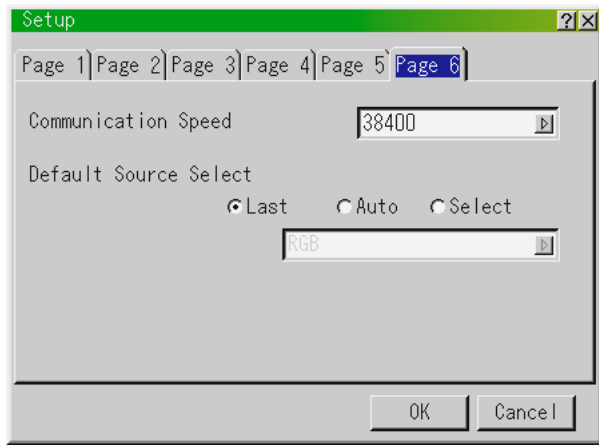 Setup ? ×
Page 1 Page 2 Page 3 Page 4 Page 5 Page 6
Communication Speed 38400
Default Source Select
Last Auto Select
RGB
OK Cancel